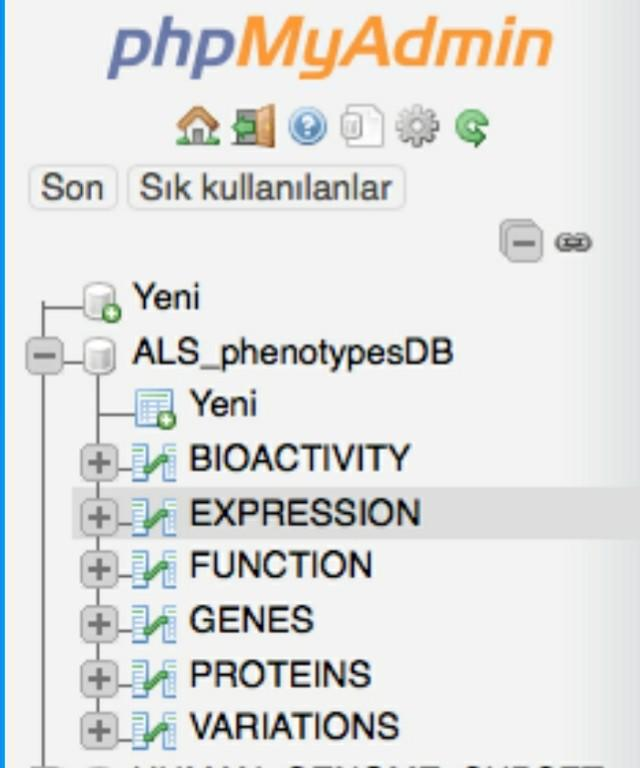 phpMyAdmin
Son Sık kullanılanlar
Yeni
ALS_phenotypesDB
Yeni
BIOACTIVITY
EXPRESSION
FUNCTION
GENES
PROTEINS
VARIATIONS